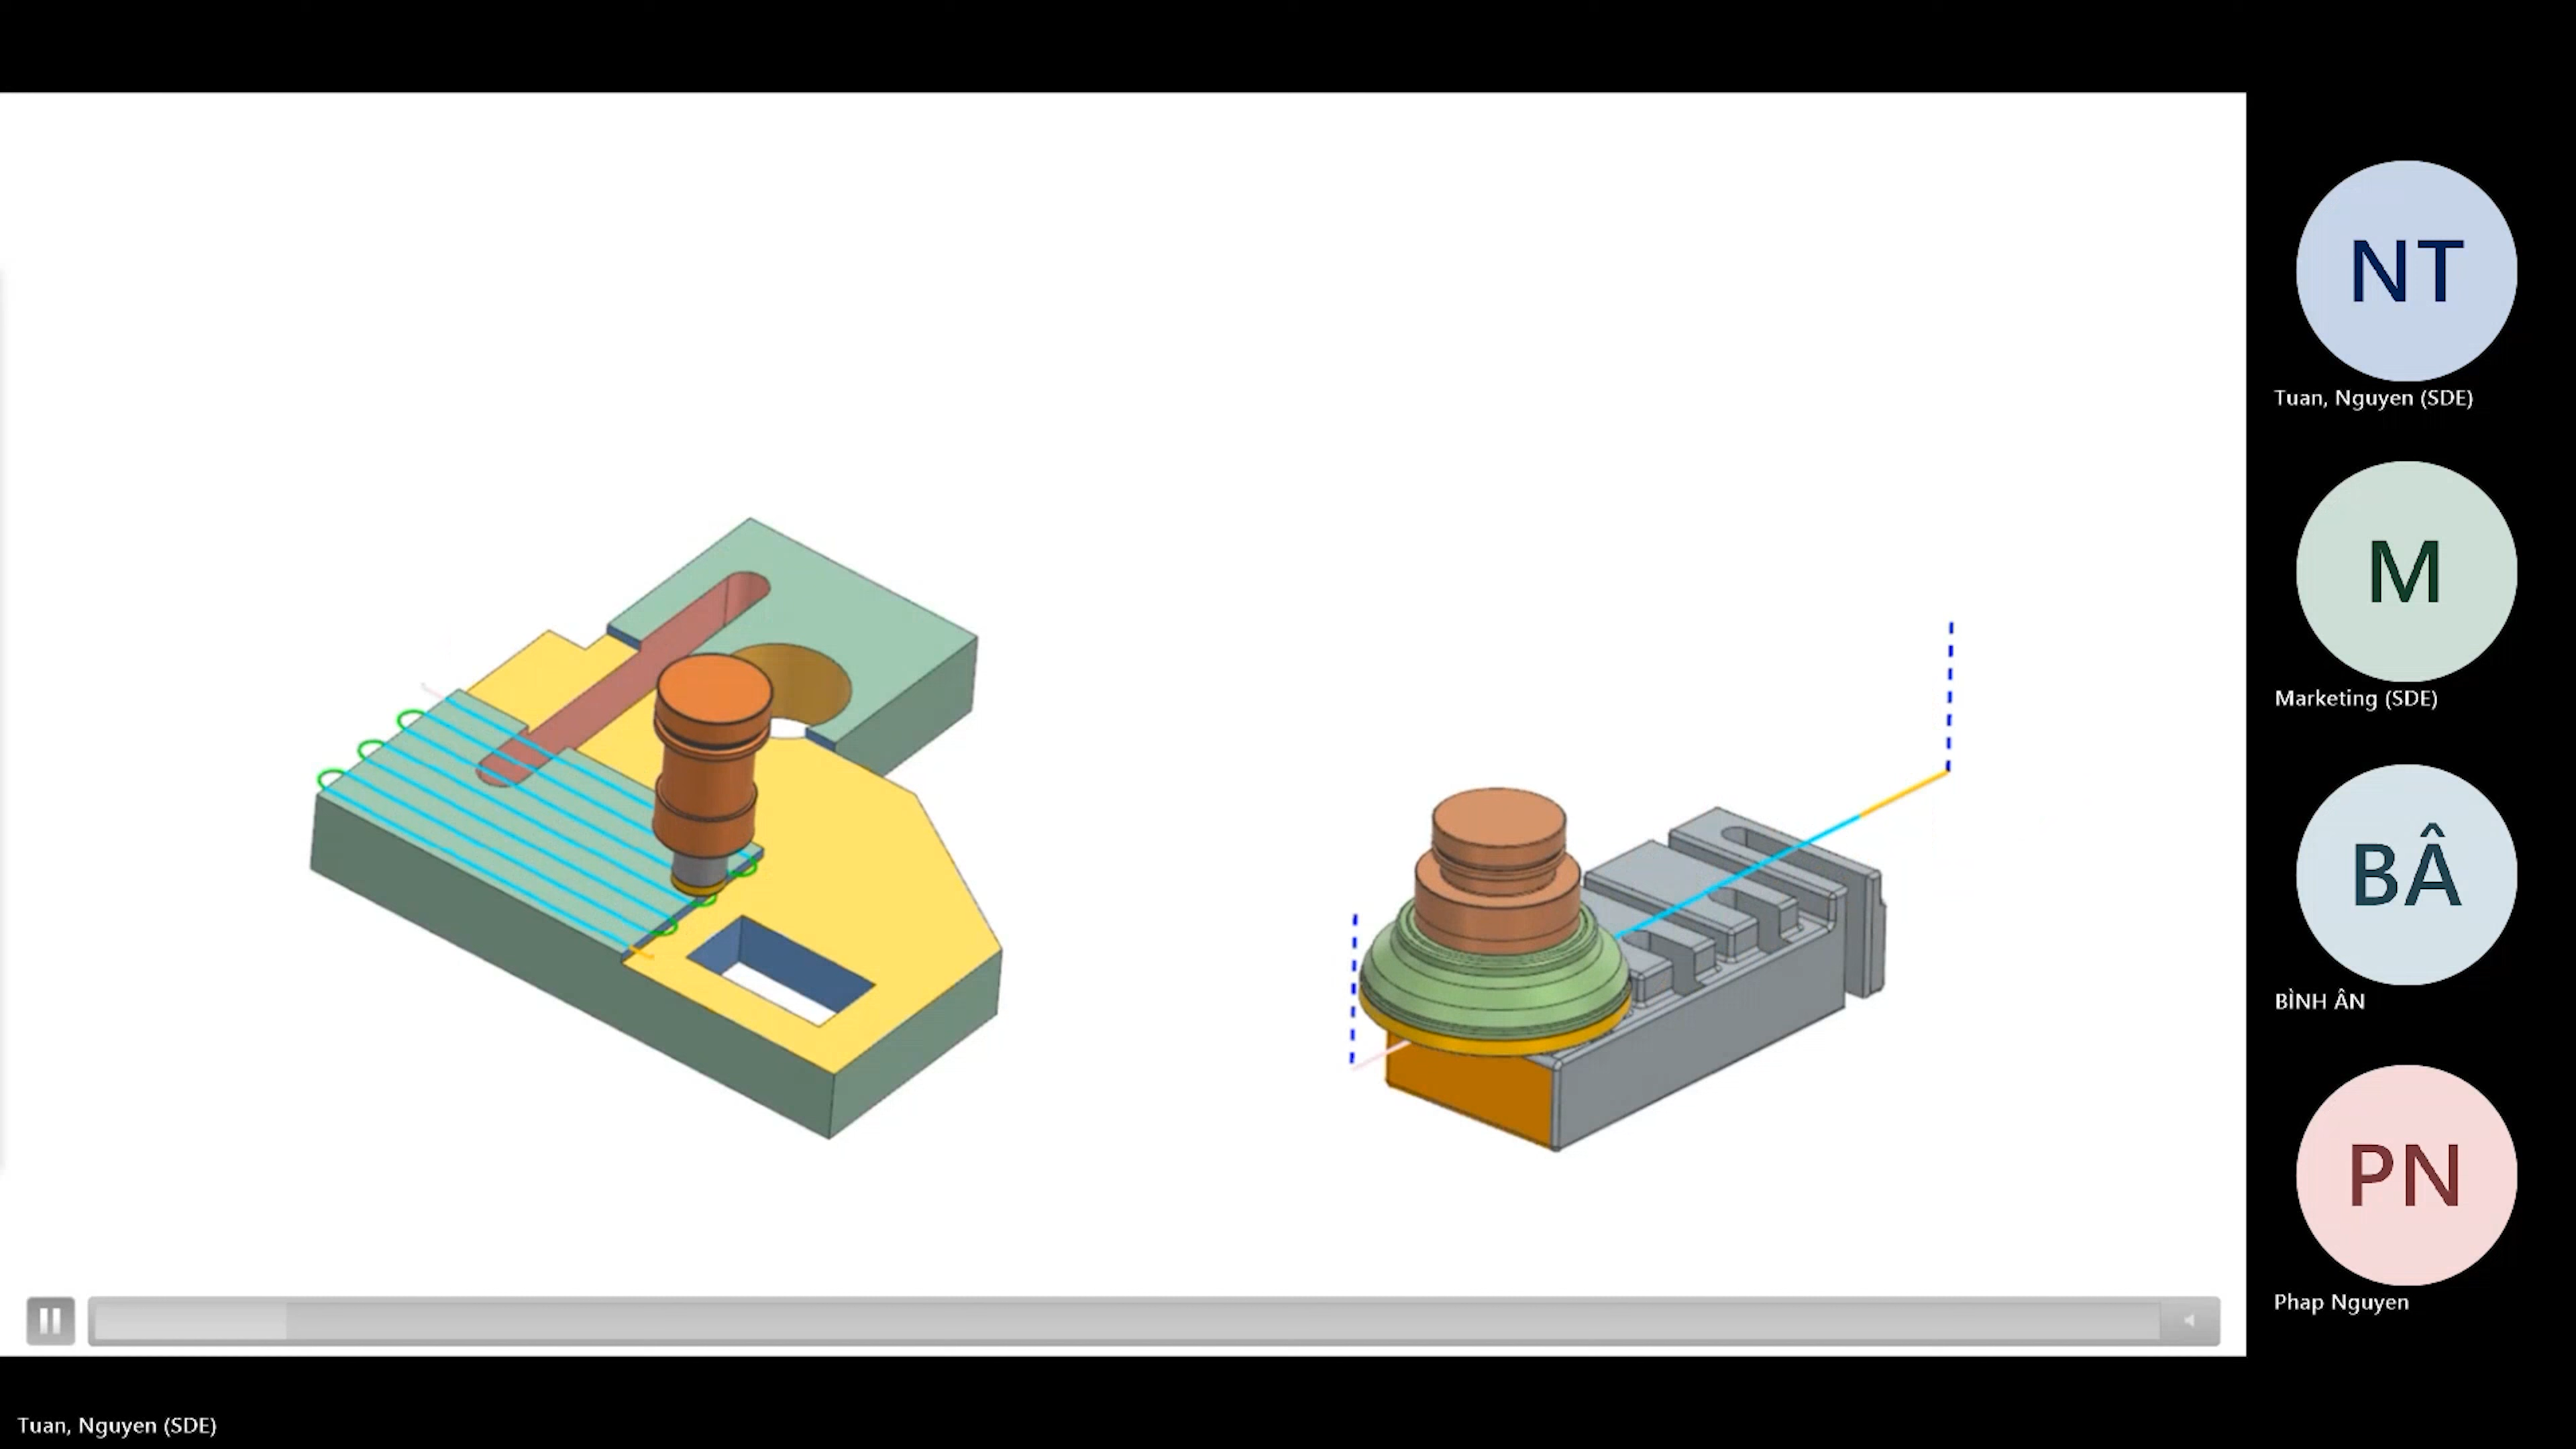 NT
Tuan, Nguyen (SDE)
M
Marketing (SDE)
BÂ
BÌNH ÂN
PN
Phap Nguyen
Tuan, Nguyen (SDE)